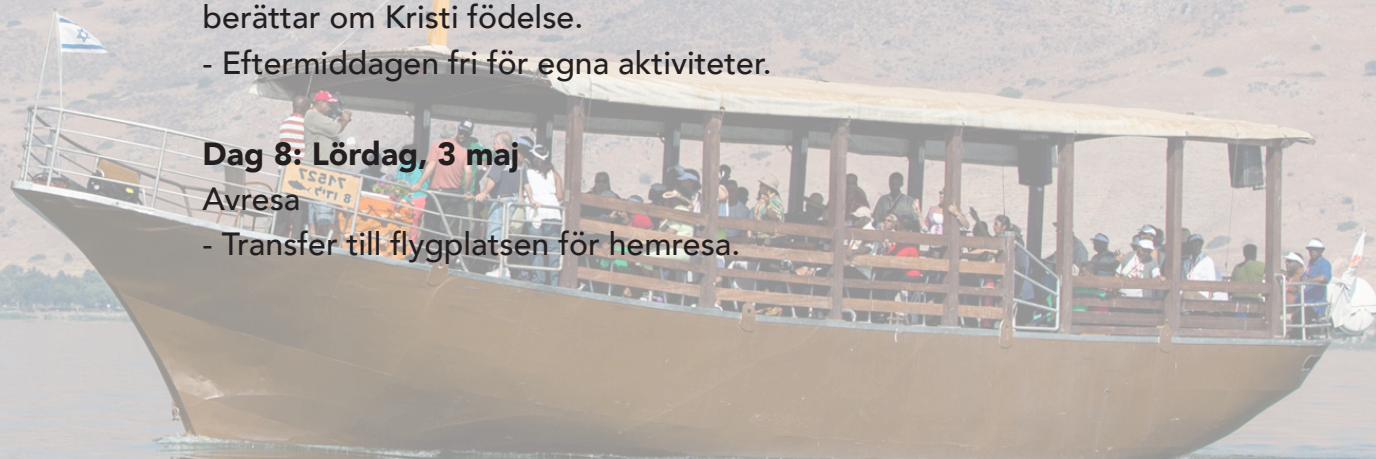 berättar om Kristi födelse.
- Eftermiddagen fri för egna aktiviteter.
Dag 8: Lördag, 3 maj
Avresa
- Transfer till flygplatsen för hemresa.